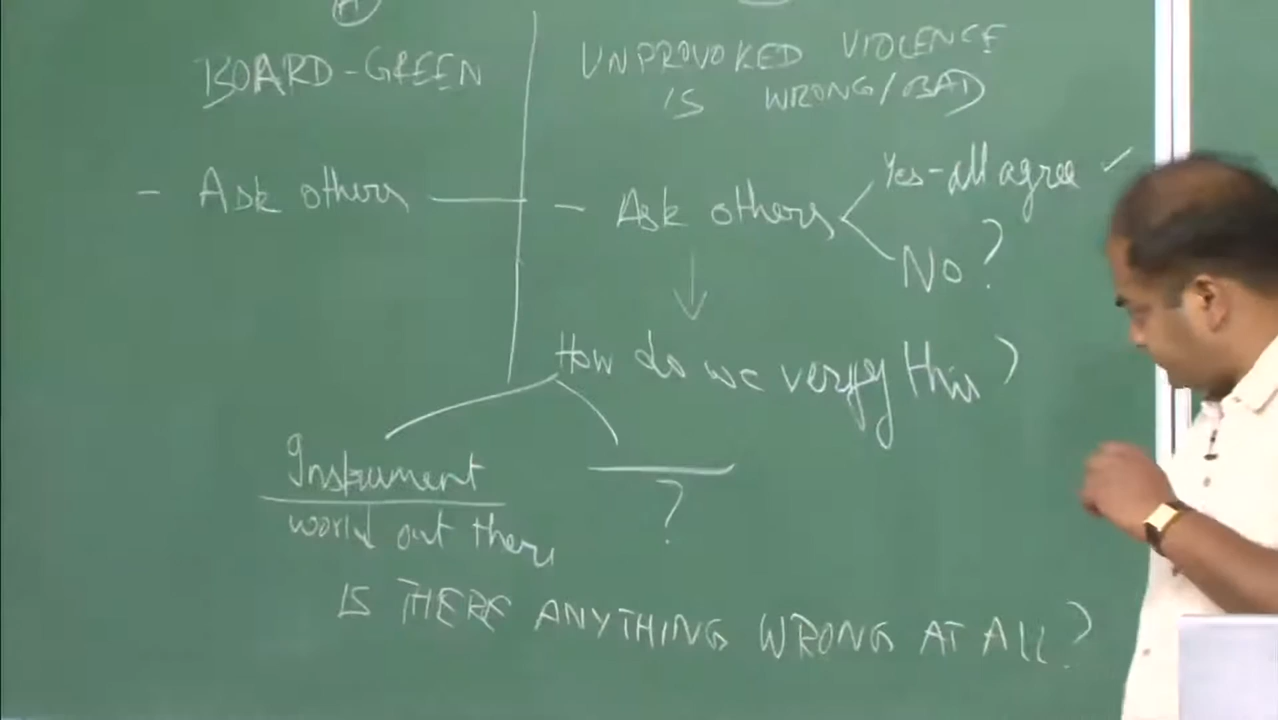 BOARD-GREEN
UNPROVOKED VIOLENCE
IS WRONG/BAD
- Ask others
- Ask others
Yes-all agree ✓
No?
How do we verify this?
Instrument
world out there
?
IS THERE ANYTHING WRONG AT ALL?